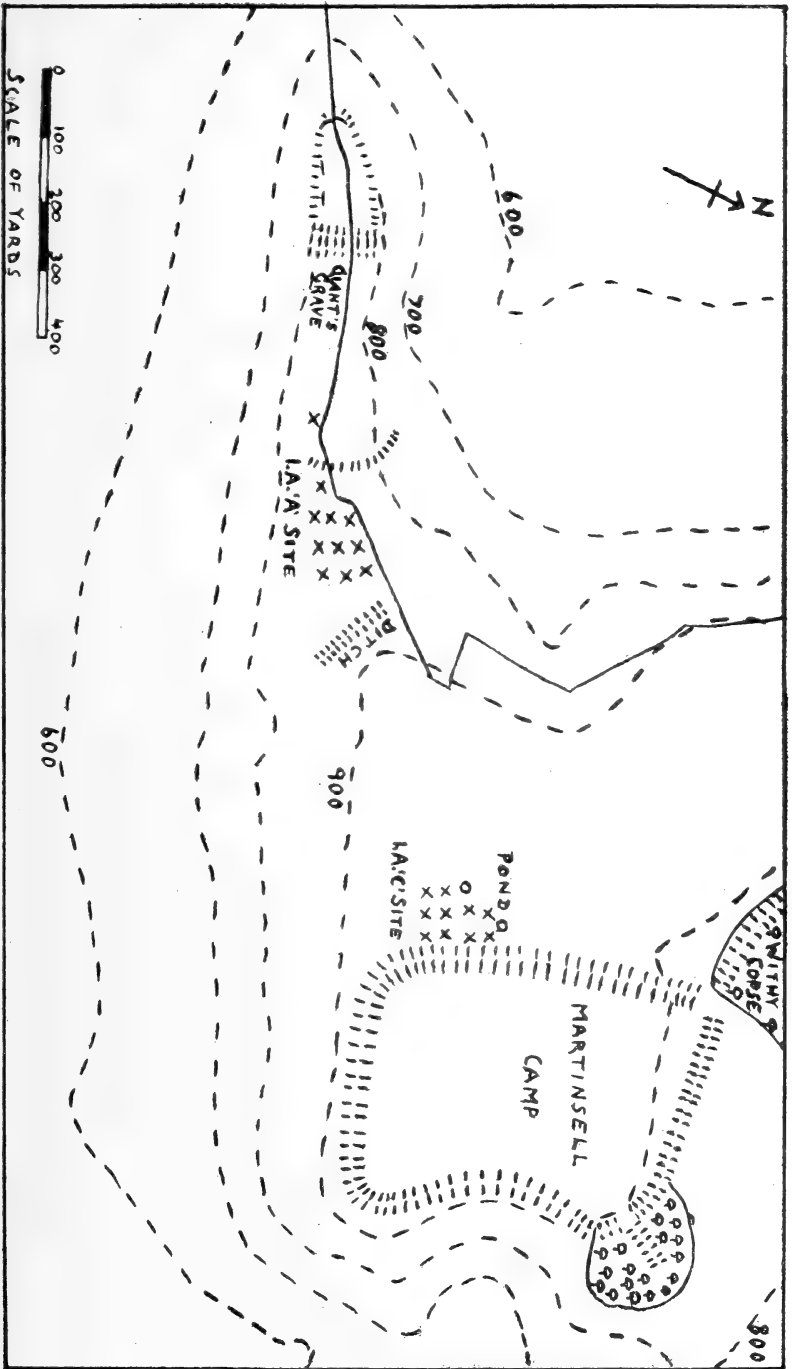 N
600
700
800
GIANT'S
GRAVE
I.A.'A' SITE
DITCH
900
600
POND
I.A.'C' SITE
WITHY
COPSE
MARTINSELL
CAMP
800
0 100 200 300 400
SCALE OF YARDS